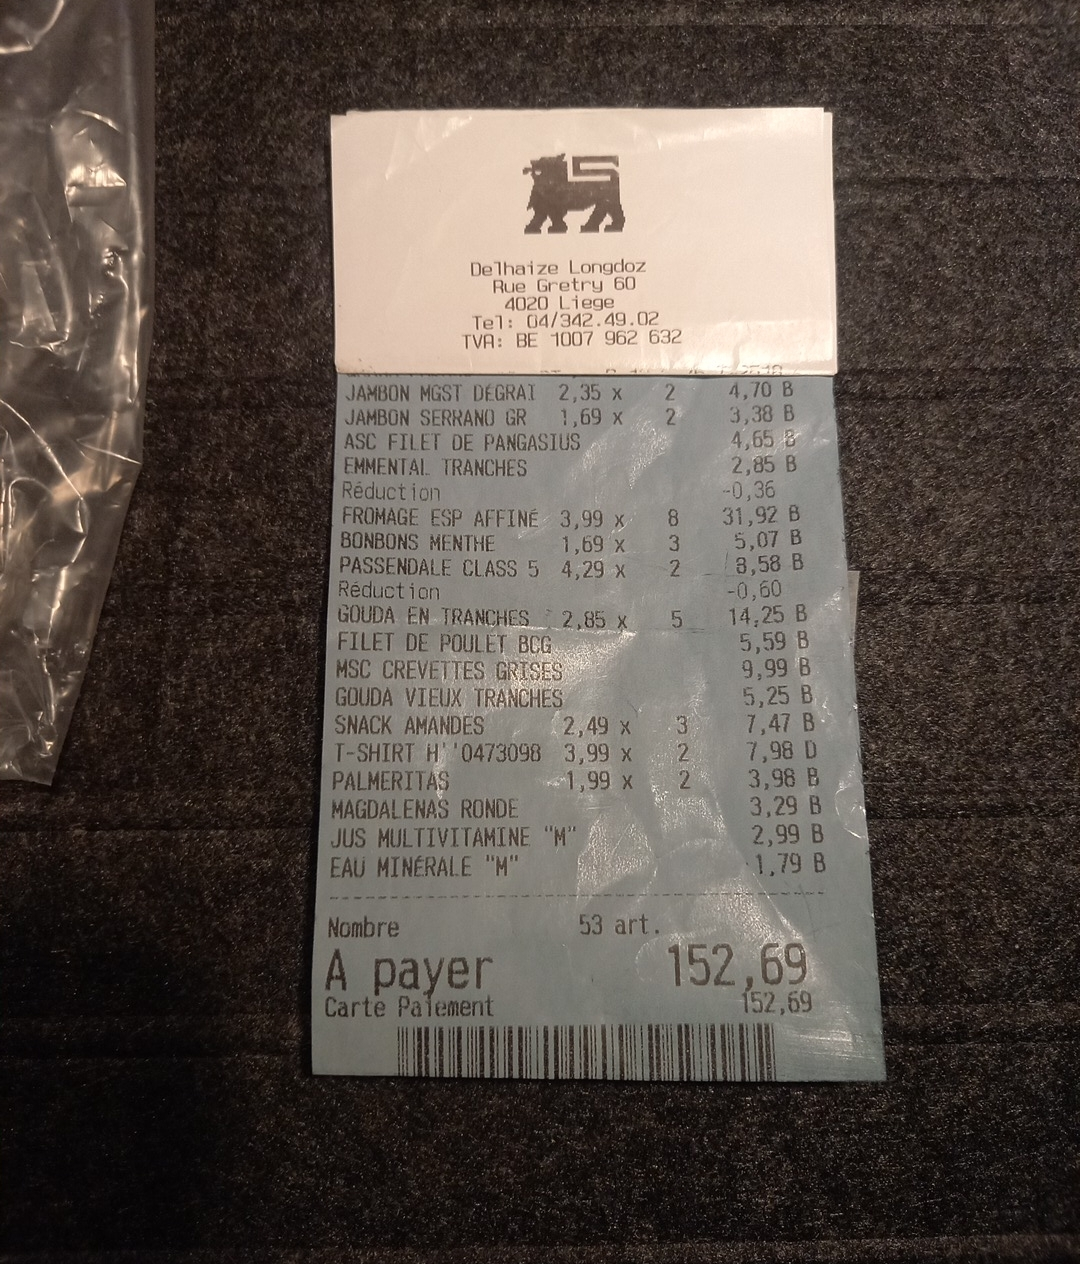 Delhaize Longdoz
Rue Gretry 60
4020 Liege
Tel: 04/342.49.02
TVA: BE 1007 962 632
JAMBON MGST DÉGRAI 2,35 x 2 4,70 B
JAMBON SERRANO GR 1,69 x 2 3,38 B
ASC FILET DE PANGASIUS 4,65 B
EMMENTAL TRANCHES 2,85 B
Réduction -0,36
FROMAGE ESP AFFINÉ 3,99 x 8 31,92 B
BONBONS MENTHE 1,69 x 3 5,07 B
PASSENDALE CLASS 5 4,29 x 2 8,58 B
Réduction -0,60
GOUDA EN TRANCHES 2,85 x 5 14,25 B
FILET DE POULET BCG 5,59 B
MSC CREVETTES GRISES 9,99 B
GOUDA VIEUX TRANCHES 5,25 B
SNACK AMANDES 2,49 x 3 7,47 B
T-SHIRT H''0473098 3,99 x 2 7,98 D
PALMERITAS 1,99 x 2 3,98 B
MAGDALENAS RONDE 3,29 B
JUS MULTIVITAMINE "M" 2,99 B
EAU MINÉRALE "M" 1,79 B
Nombre 53 art.
A payer 152,69
Carte Paiement 152,69